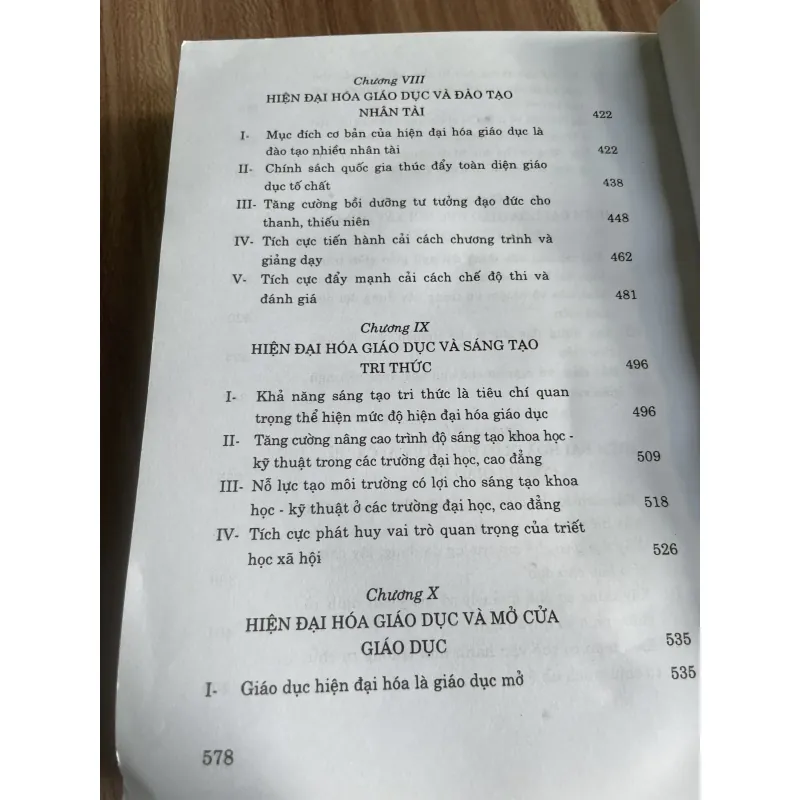 Chương VIII
HIỆN ĐẠI HÓA GIÁO DỤC VÀ ĐÀO TẠO
NHÂN TÀI 422
I- Mục đích cơ bản của hiện đại hóa giáo dục là
đào tạo nhiều nhân tài 422
II- Chính sách quốc gia thúc đẩy toàn diện giáo
dục tố chất 438
III- Tăng cường bồi dưỡng tư tưởng đạo đức cho
thanh, thiếu niên 448
IV- Tích cực tiến hành cải cách chương trình và
giảng dạy 462
V- Tích cực đẩy mạnh cải cách chế độ thi và
đánh giá 481
Chương IX
HIỆN ĐẠI HÓA GIÁO DỤC VÀ SÁNG TẠO
TRI THỨC 496
I- Khả năng sáng tạo tri thức là tiêu chí quan
trọng thể hiện mức độ hiện đại hóa giáo dục 496
II- Tăng cường nâng cao trình độ sáng tạo khoa học -
kỹ thuật trong các trường đại học, cao đẳng 509
III- Nỗ lực tạo môi trường có lợi cho sáng tạo khoa
học - kỹ thuật ở các trường đại học, cao đẳng 518
IV- Tích cực phát huy vai trò quan trọng của triết
học xã hội 526
Chương X
HIỆN ĐẠI HÓA GIÁO DỤC VÀ MỞ CỬA
GIÁO DỤC 535
I- Giáo dục hiện đại hóa là giáo dục mở 535
578